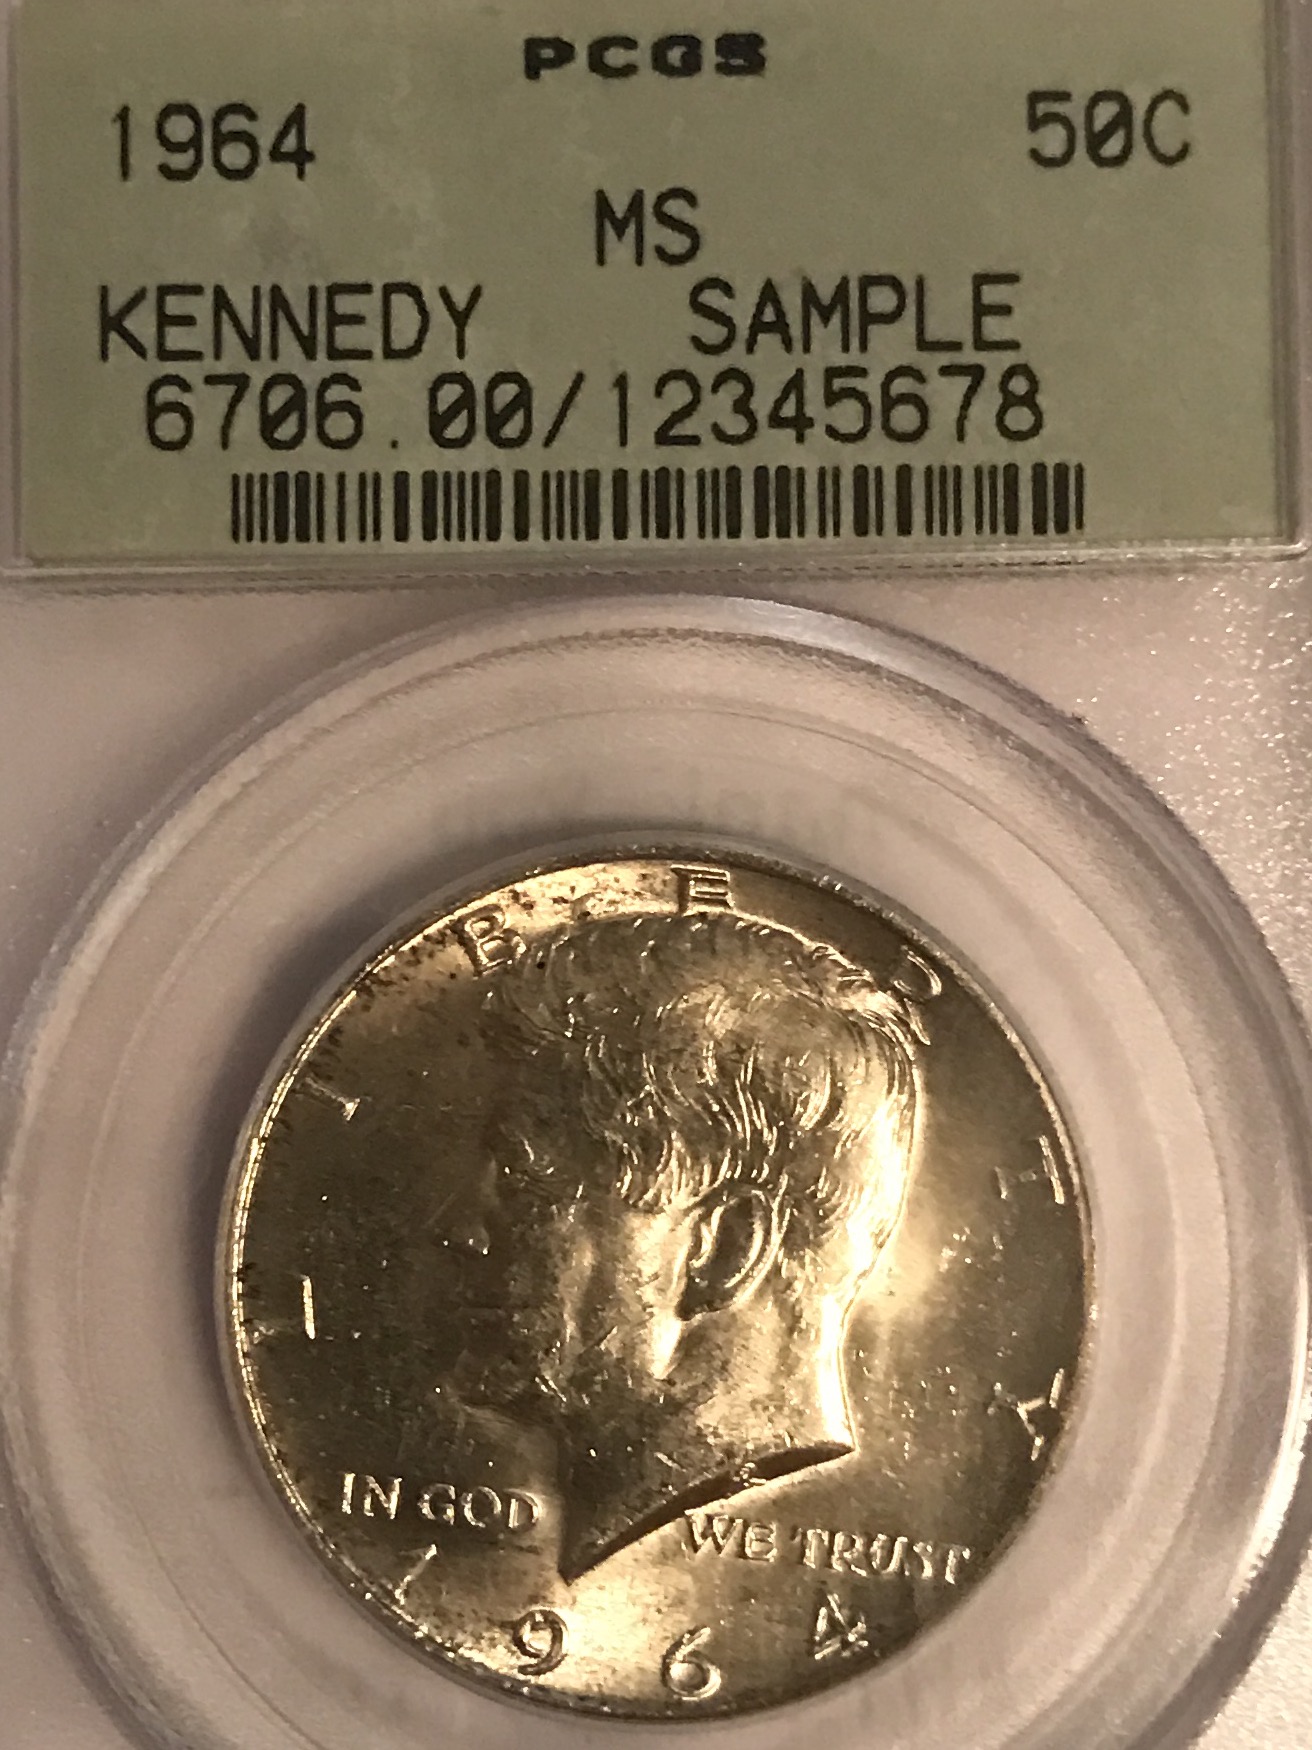 PCGS
1964 50C
MS
KENNEDY SAMPLE
6706.00/12345678
LIBERTY
IN GOD WE TRUST
1964